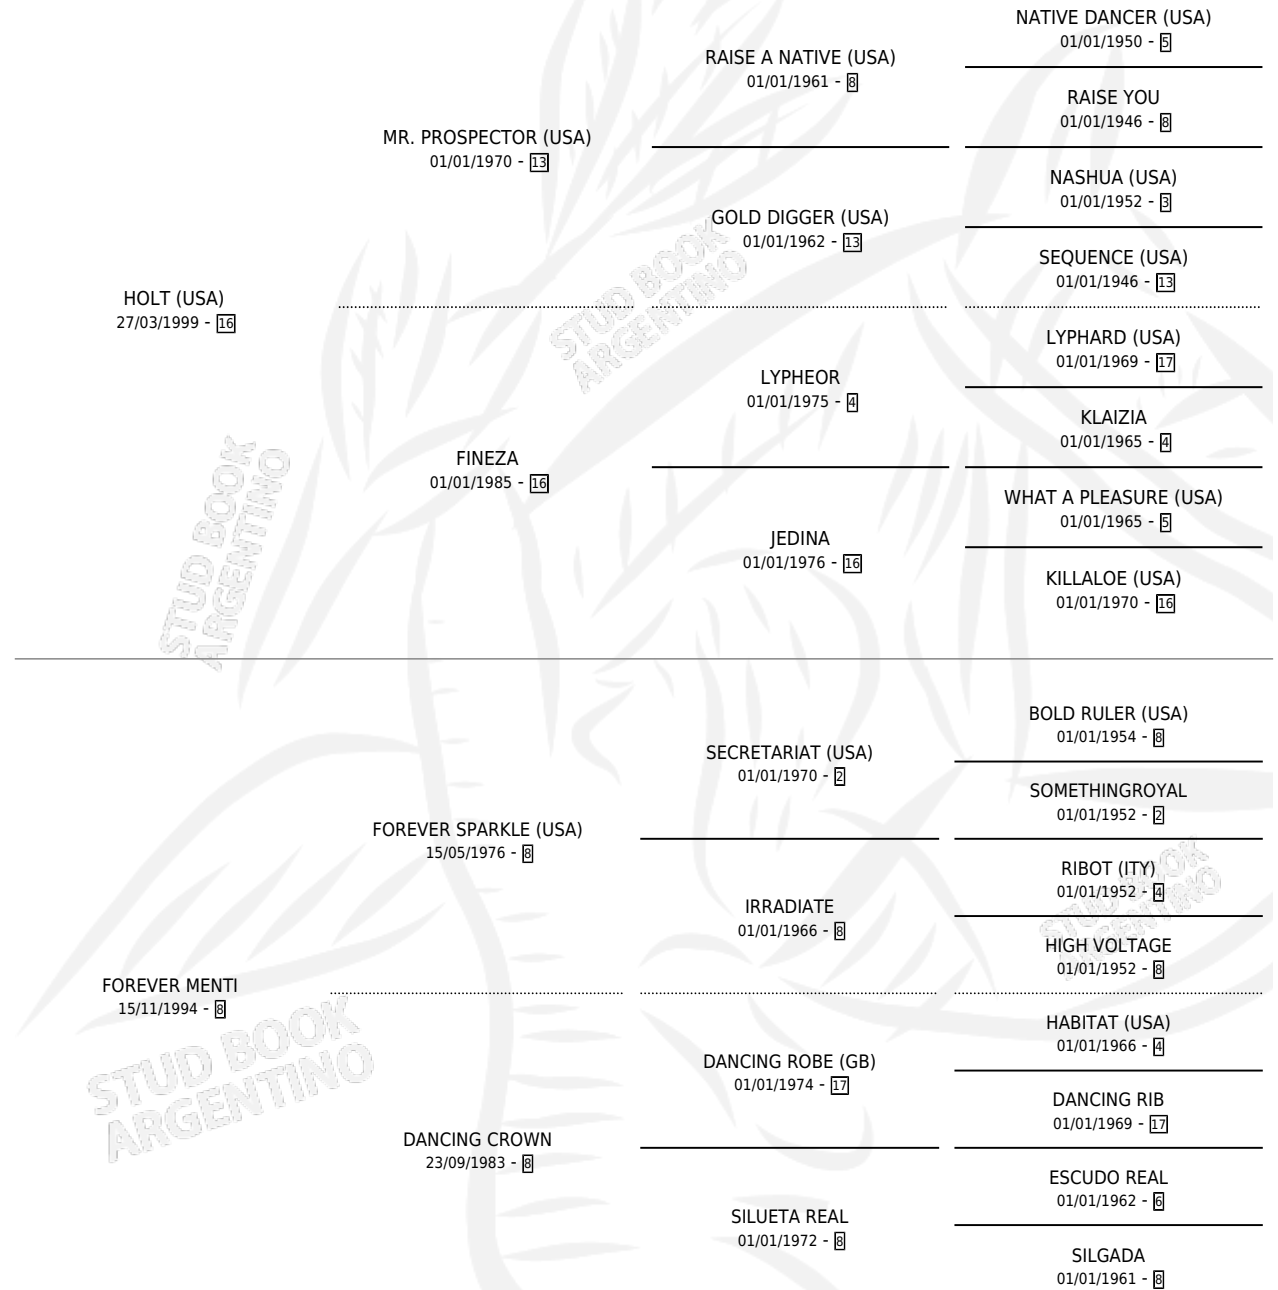 NATIVE DANCER (USA)
01/01/1950 - 5
RAISE A NATIVE (USA)
01/01/1961 - 8
RAISE YOU
01/01/1946 - 8
MR. PROSPECTOR (USA)
01/01/1970 - 13
NASHUA (USA)
01/01/1952 - 3
GOLD DIGGER (USA)
01/01/1962 - 13
SEQUENCE (USA)
01/01/1946 - 13
HOLT (USA)
27/03/1999 - 16
STUD BOOK
ARGENTINO
LYPHARD (USA)
01/01/1969 - 17
LYPHEOR
01/01/1975 - 4
KLAIZIA
01/01/1965 - 4
FINEZA
01/01/1985 - 16
WHAT A PLEASURE (USA)
01/01/1965 - 5
JEDINA
01/01/1976 - 16
KILLALOE (USA)
01/01/1970 - 16
STUD BOOK
ARGENTINO
BOLD RULER (USA)
01/01/1954 - 8
SECRETARIAT (USA)
01/01/1970 - 2
SOMETHINGROYAL
01/01/1952 - 2
FOREVER SPARKLE (USA)
15/05/1976 - 8
RIBOT (ITY)
01/01/1952 - 4
IRRADIATE
01/01/1966 - 8
HIGH VOLTAGE
01/01/1952 - 8
STUD BOOK
ARGENTINO
FOREVER MENTI
15/11/1994 - 8
HABITAT (USA)
01/01/1966 - 4
DANCING ROBE (GB)
01/01/1974 - 17
DANCING RIB
01/01/1969 - 17
STUD BOOK
ARGENTINO
DANCING CROWN
23/09/1983 - 8
ESCUDO REAL
01/01/1962 - 6
SILUETA REAL
01/01/1972 - 8
SILGADA
01/01/1961 - 8